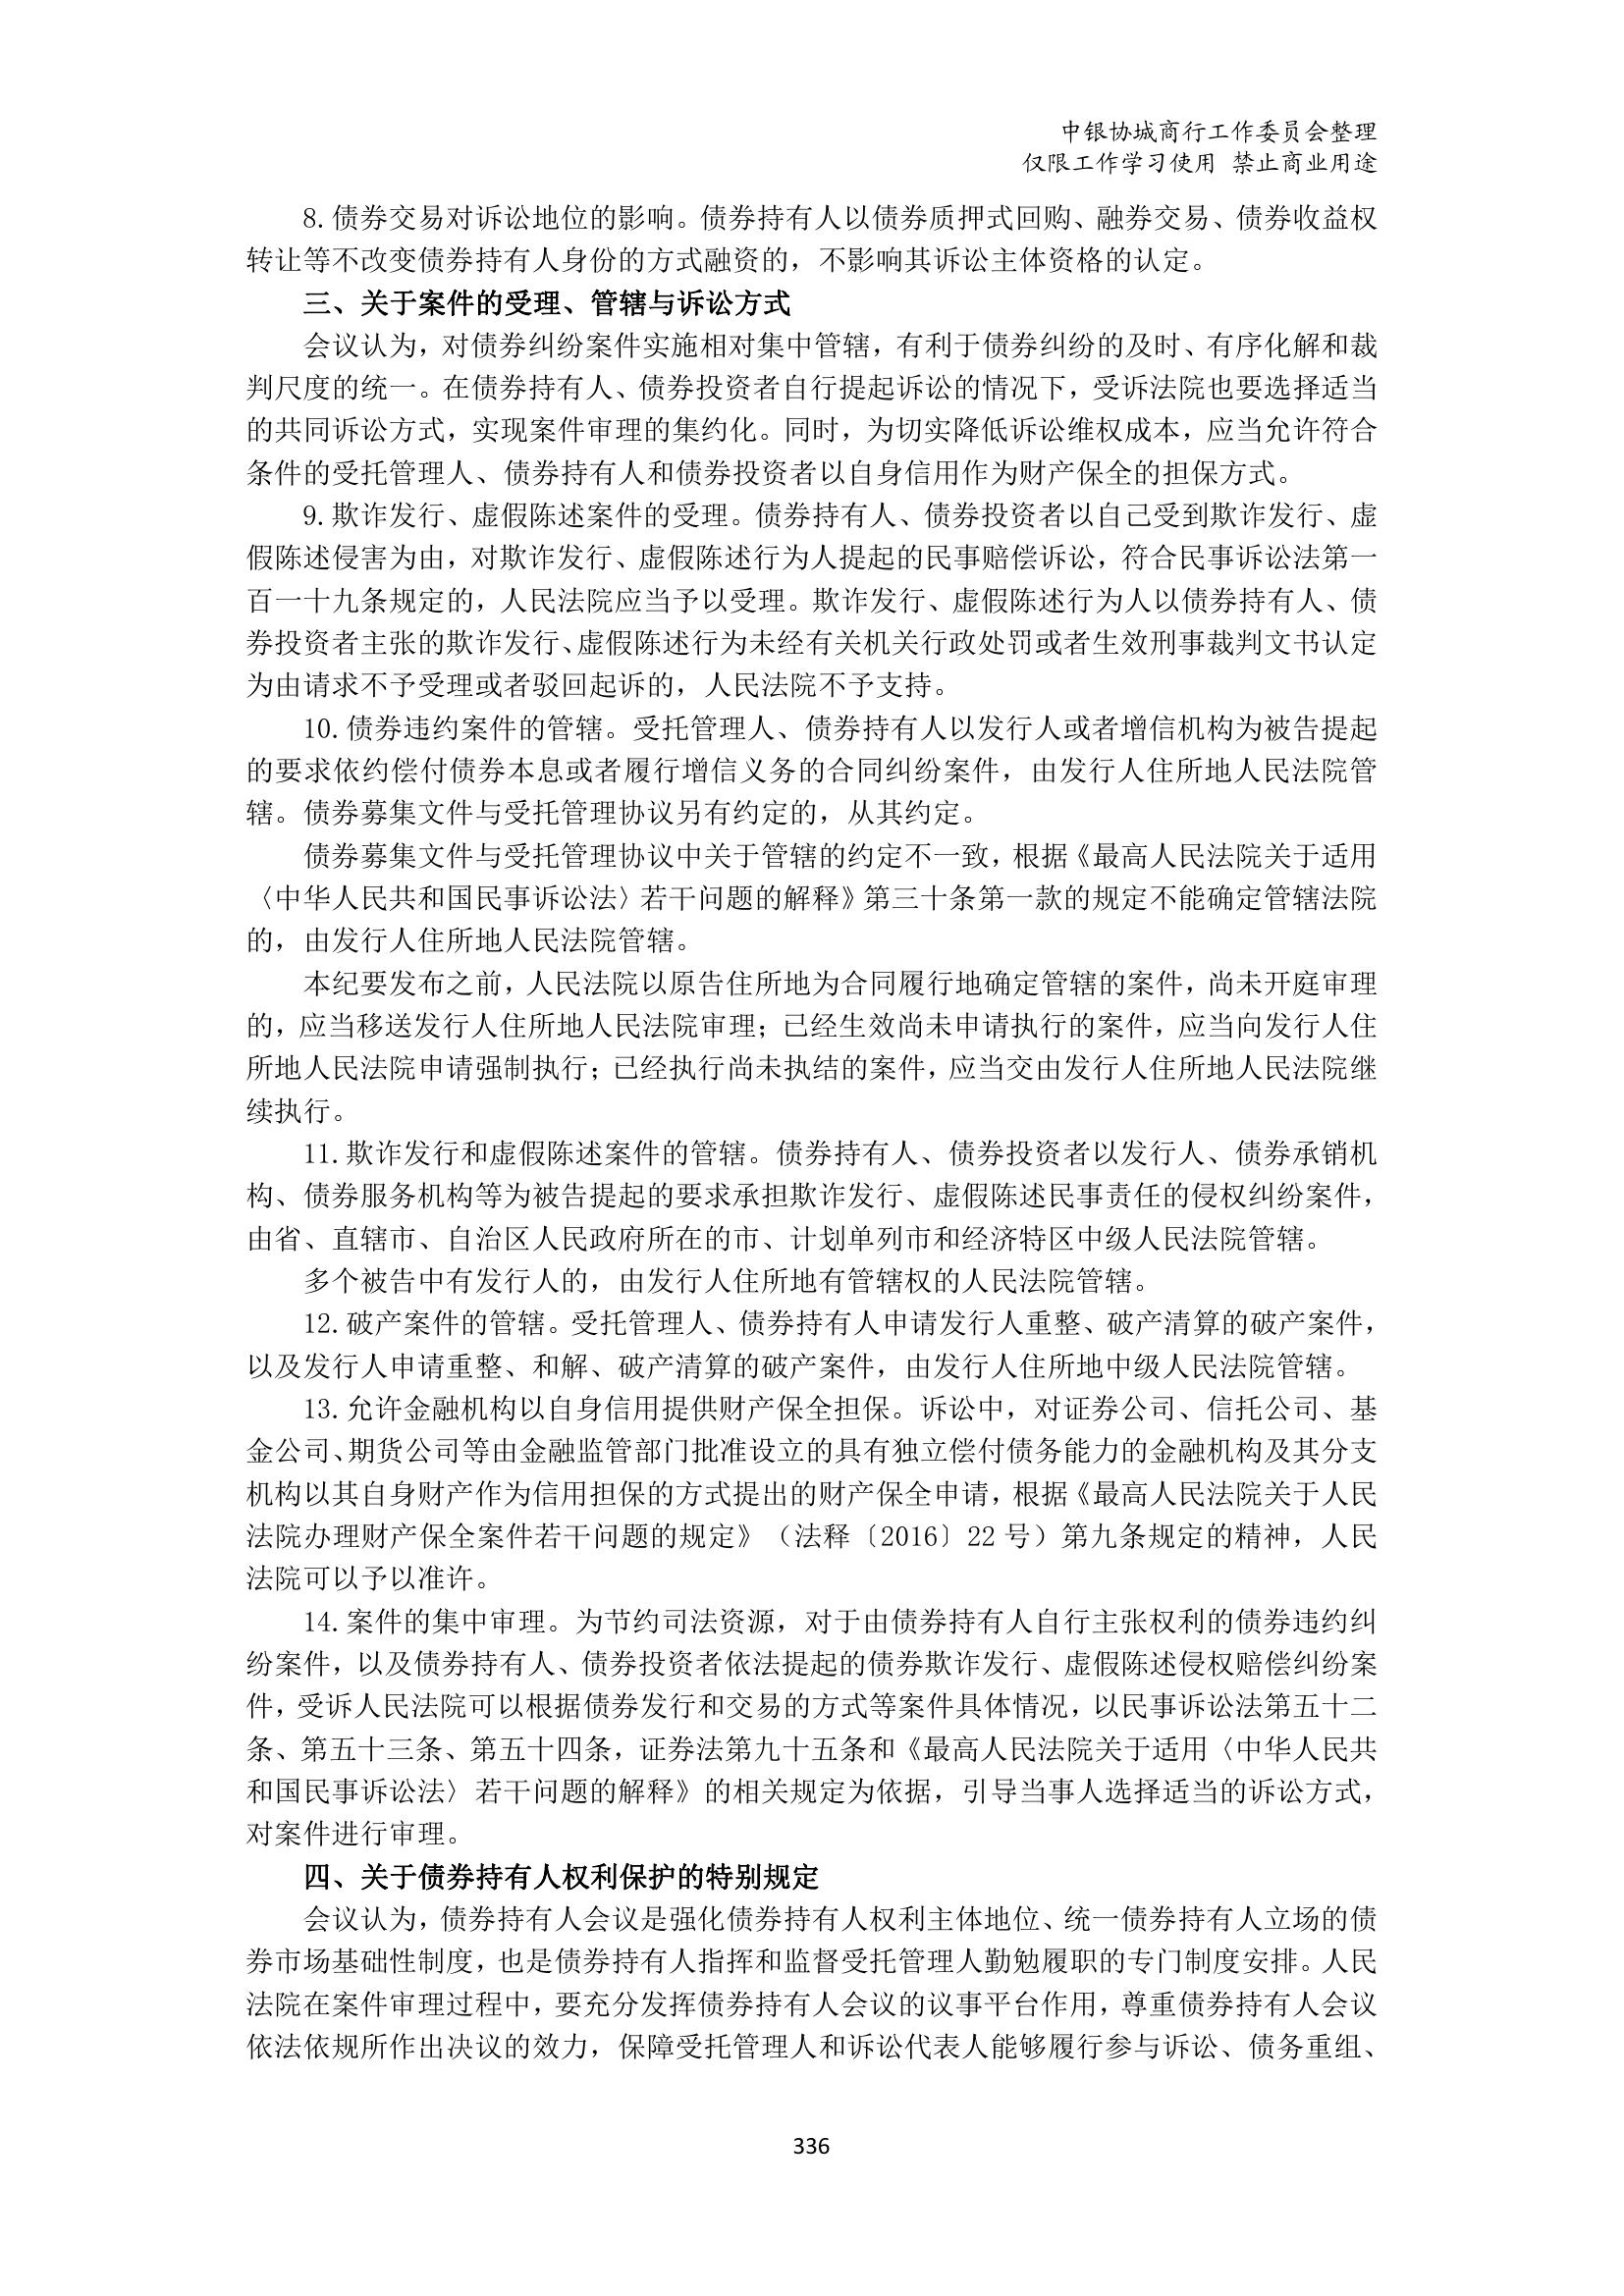 中银协城商行工作委员会整理
仅限工作学习使用 禁止商业用途
8.债券交易对诉讼地位的影响。债券持有人以债券质押式回购、融券交易、债券收益权
转让等不改变债券持有人身份的方式融资的，不影响其诉讼主体资格的认定。
三、关于案件的受理、管辖与诉讼方式
会议认为，对债券纠纷案件实施相对集中管辖，有利于债券纠纷的及时、有序化解和裁
判尺度的统一。在债券持有人、债券投资者自行提起诉讼的情况下，受诉法院也要选择适当
的共同诉讼方式，实现案件审理的集约化。同时，为切实降低诉讼维权成本，应当允许符合
条件的受托管理人、债券持有人和债券投资者以自身信用作为财产保全的担保方式。
9.欺诈发行、虚假陈述案件的受理。债券持有人、债券投资者以自己受到欺诈发行、虚
假陈述侵害为由，对欺诈发行、虚假陈述行为人提起的民事赔偿诉讼，符合民事诉讼法第一
百一十九条规定的，人民法院应当予以受理。欺诈发行、虚假陈述行为人以债券持有人、债
券投资者主张的欺诈发行、虚假陈述行为未经有关机关行政处罚或者生效刑事裁判文书认定
为由请求不予受理或者驳回起诉的，人民法院不予支持。
10.债券违约案件的管辖。受托管理人、债券持有人以发行人或者增信机构为被告提起
的要求依约偿付债券本息或者履行增信义务的合同纠纷案件，由发行人住所地人民法院管
辖。债券募集文件与受托管理协议另有约定的，从其约定。
债券募集文件与受托管理协议中关于管辖的约定不一致，根据《最高人民法院关于适用
〈中华人民共和国民事诉讼法〉若干问题的解释》第三十条第一款的规定不能确定管辖法院
的，由发行人住所地人民法院管辖。
本纪要发布之前，人民法院以原告住所地为合同履行地确定管辖的案件，尚未开庭审理
的，应当移送发行人住所地人民法院审理；已经生效尚未申请执行的案件，应当向发行人住
所地人民法院申请强制执行；已经执行尚未执结的案件，应当交由发行人住所地人民法院继
续执行。
11.欺诈发行和虚假陈述案件的管辖。债券持有人、债券投资者以发行人、债券承销机
构、债券服务机构等为被告提起的要求承担欺诈发行、虚假陈述民事责任的侵权纠纷案件，
由省、直辖市、自治区人民政府所在的市、计划单列市和经济特区中级人民法院管辖。
多个被告中有发行人的，由发行人住所地有管辖权的人民法院管辖。
12.破产案件的管辖。受托管理人、债券持有人申请发行人重整、破产清算的破产案件，
以及发行人申请重整、和解、破产清算的破产案件，由发行人住所地中级人民法院管辖。
13.允许金融机构以自身信用提供财产保全担保。诉讼中，对证券公司、信托公司、基
金公司、期货公司等由金融监管部门批准设立的具有独立偿付债务能力的金融机构及其分支
机构以其自身财产作为信用担保的方式提出的财产保全申请，根据《最高人民法院关于人民
法院办理财产保全案件若干问题的规定》（法释〔2016〕22 号）第九条规定的精神，人民
法院可以予以准许。
14.案件的集中审理。为节约司法资源，对于由债券持有人自行主张权利的债券违约纠
纷案件，以及债券持有人、债券投资者依法提起的债券欺诈发行、虚假陈述侵权赔偿纠纷案
件，受诉人民法院可以根据债券发行和交易的方式等案件具体情况，以民事诉讼法第五十二
条、第五十三条、第五十四条，证券法第九十五条和《最高人民法院关于适用〈中华人民共
和国民事诉讼法〉若干问题的解释》的相关规定为依据，引导当事人选择适当的诉讼方式，
对案件进行审理。
四、关于债券持有人权利保护的特别规定
会议认为，债券持有人会议是强化债券持有人权利主体地位、统一债券持有人立场的债
券市场基础性制度，也是债券持有人指挥和监督受托管理人勤勉履职的专门制度安排。人民
法院在案件审理过程中，要充分发挥债券持有人会议的议事平台作用，尊重债券持有人会议
依法依规所作出决议的效力，保障受托管理人和诉讼代表人能够履行参与诉讼、债务重组、
336